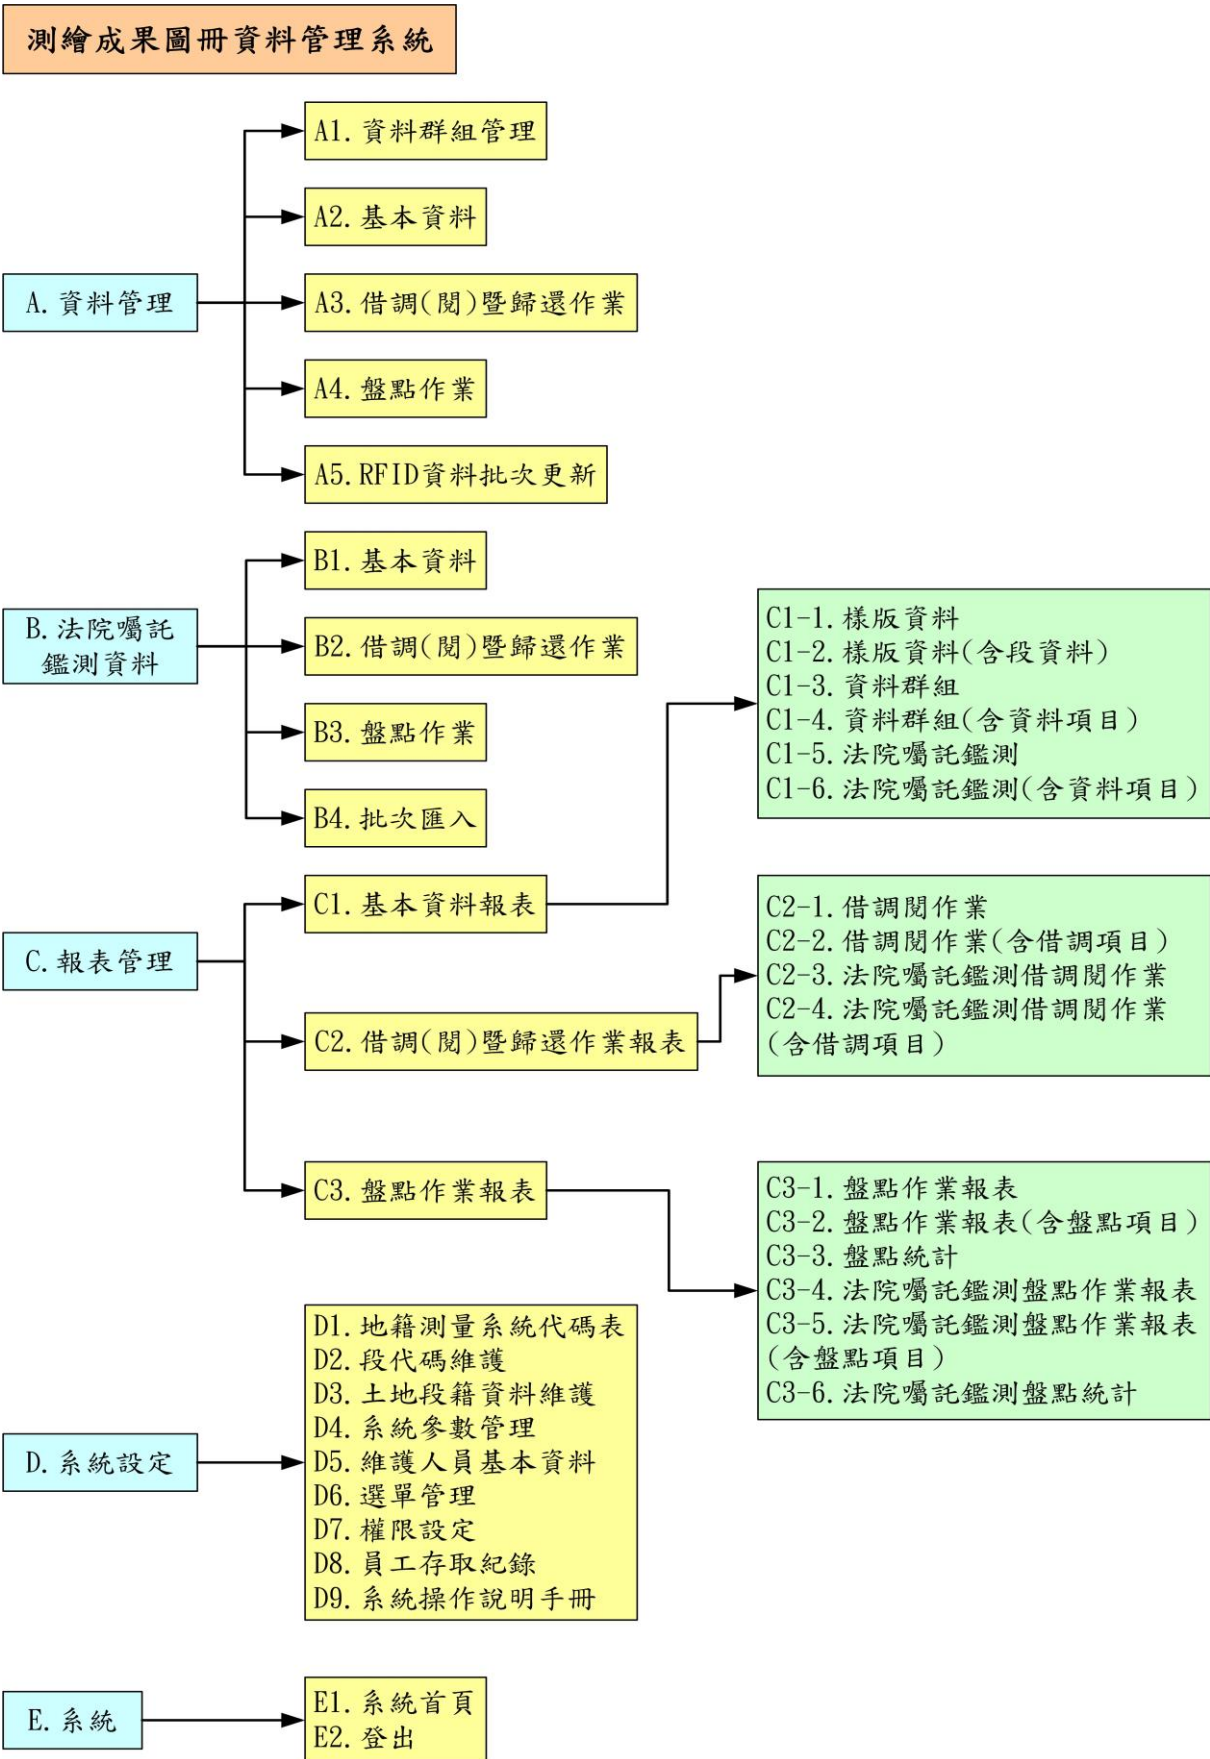 測繪成果圖冊資料管理系統
A.資料管理
A1.資料群組管理
A2.基本資料
A3.借調(閱)暨歸還作業
A4.盤點作業
A5.RFID資料批次更新
B.法院囑託
鑑測資料
B1.基本資料
B2.借調(閱)暨歸還作業
B3.盤點作業
B4.批次匯入
C.報表管理
C1.基本資料報表
C1-1.樣版資料
C1-2.樣版資料(含段資料)
C1-3.資料群組
C1-4.資料群組(含資料項目)
C1-5.法院囑託鑑測
C1-6.法院囑託鑑測(含資料項目)
C2.借調(閱)暨歸還作業報表
C2-1.借調閱作業
C2-2.借調閱作業(含借調項目)
C2-3.法院囑託鑑測借調閱作業
C2-4.法院囑託鑑測借調閱作業
(含借調項目)
C3.盤點作業報表
C3-1.盤點作業報表
C3-2.盤點作業報表(含盤點項目)
C3-3.盤點統計
C3-4.法院囑託鑑測盤點作業報表
C3-5.法院囑託鑑測盤點作業報表
(含盤點項目)
C3-6.法院囑託鑑測盤點統計
D.系統設定
D1.地籍測量系統代碼表
D2.段代碼維護
D3.土地段籍資料維護
D4.系統參數管理
D5.維護人員基本資料
D6.選單管理
D7.權限設定
D8.員工存取紀錄
D9.系統操作說明手冊
E.系統
E1.系統首頁
E2.登出